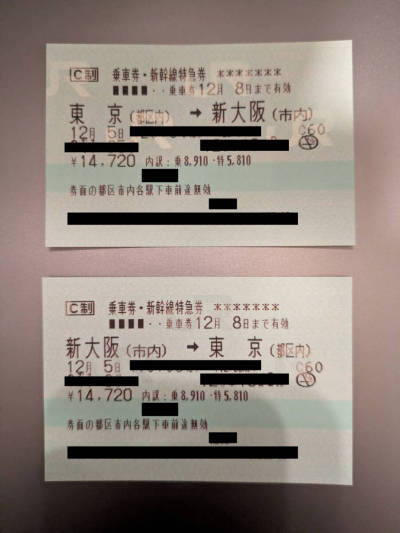 C制 乗車券・新幹線特急券 *******
■■■■・・乗車券12月 8日まで有効
東 京(都区内) → 新大阪(市内)
12月 5日 C60
¥14,720 内訳:乗8,910・特5,810
券面の都区市内各駅下車前途無効
C制 乗車券・新幹線特急券 *******
■■■■・・乗車券12月 8日まで有効
新大阪(市内) → 東 京(都区内)
12月 5日 C60
¥14,720 内訳:乗8,910・特5,810
券面の都区市内各駅下車前途無効